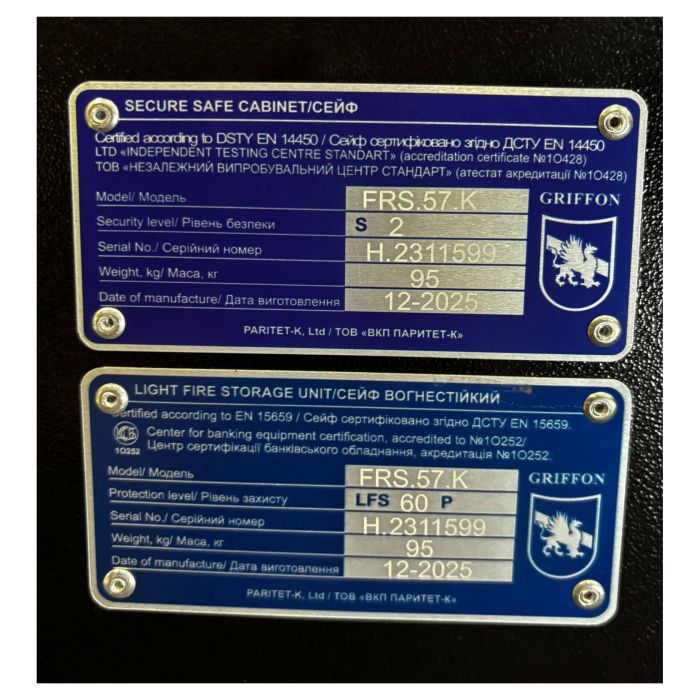 SECURE SAFE CABINET/СЕЙФ
Certified according to DSTY EN 14450 / Сейф сертифіковано згідно ДСТУ EN 14450
LTD «INDEPENDENT TESTING CENTRE STANDART» (accreditation certificate №1О428)
ТОВ «НЕЗАЛЕЖНИЙ ВИПРОБУВАЛЬНИЙ ЦЕНТР СТАНДАРТ» (атестат акредитації №1О428)
Model/ Модель FRS.57.K
GRIFFON
Security level/ Рівень безпеки S 2
Serial No./ Серійний номер H.2311599
Weight, kg/ Маса, кг 95
Date of manufacture/ Дата виготовлення 12-2025
PARITET-K, Ltd / ТОВ «ВКП ПАРИТЕТ-К»
LIGHT FIRE STORAGE UNIT/СЕЙФ ВОГНЕСТІЙКИЙ
Certified according to EN 15659 / Сейф сертифіковано згідно ДСТУ EN 15659.
Center for banking equipment certification, accredited to №1О252/
Центр сертифікації банківського обладнання, акредитація №1О252.
1О252
Model/ Модель FRS.57.K
GRIFFON
Protection level/ Рівень захисту LFS 60 P
Serial No./ Серійний номер H.2311599
Weight, kg/ Маса, кг 95
Date of manufacture/ Дата виготовлення 12-2025
PARITET-K, Ltd / ТОВ «ВКП ПАРИТЕТ-К»